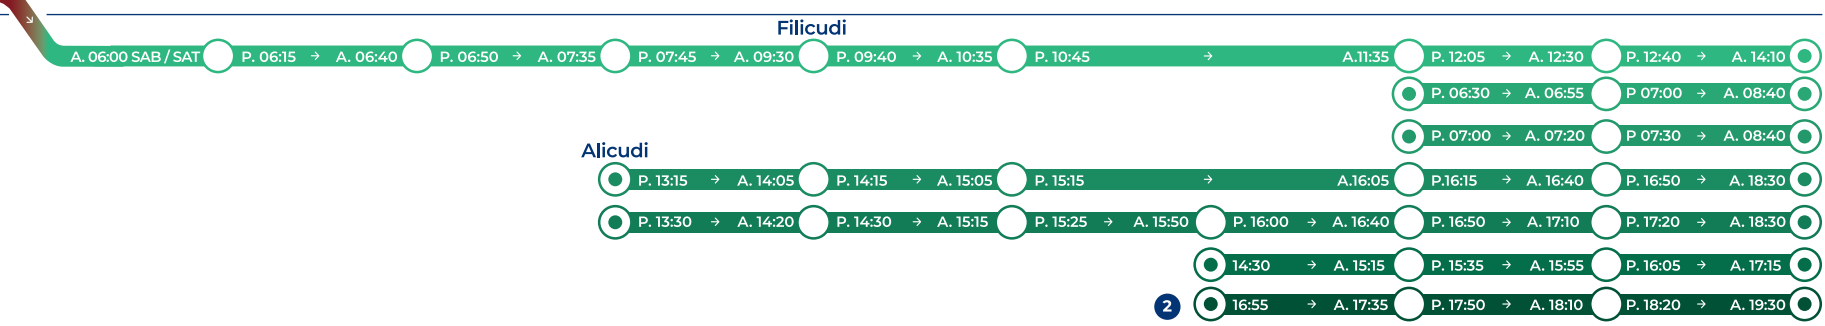 Filicudi
A. 06:00 SAB / SAT P. 06:15 → A. 06:40 P. 06:50 → A. 07:35 P. 07:45 → A. 09:30 P. 09:40 → A. 10:35 P. 10:45 → A.11:35 P. 12:05 → A. 12:30 P. 12:40 → A. 14:10
P. 06:30 → A. 06:55 P 07:00 → A. 08:40
P. 07:00 → A. 07:20 P 07:30 → A. 08:40
Alicudi
P. 13:15 → A. 14:05 P. 14:15 → A. 15:05 P. 15:15 → A.16:05 P.16:15 → A. 16:40 P. 16:50 → A. 18:30
P. 13:30 → A. 14:20 P. 14:30 → A. 15:15 P. 15:25 → A. 15:50 P. 16:00 → A. 16:40 P. 16:50 → A. 17:10 P. 17:20 → A. 18:30
14:30 → A. 15:15 P. 15:35 → A. 15:55 P. 16:05 → A. 17:15
2 16:55 → A. 17:35 P. 17:50 → A. 18:10 P. 18:20 → A. 19:30